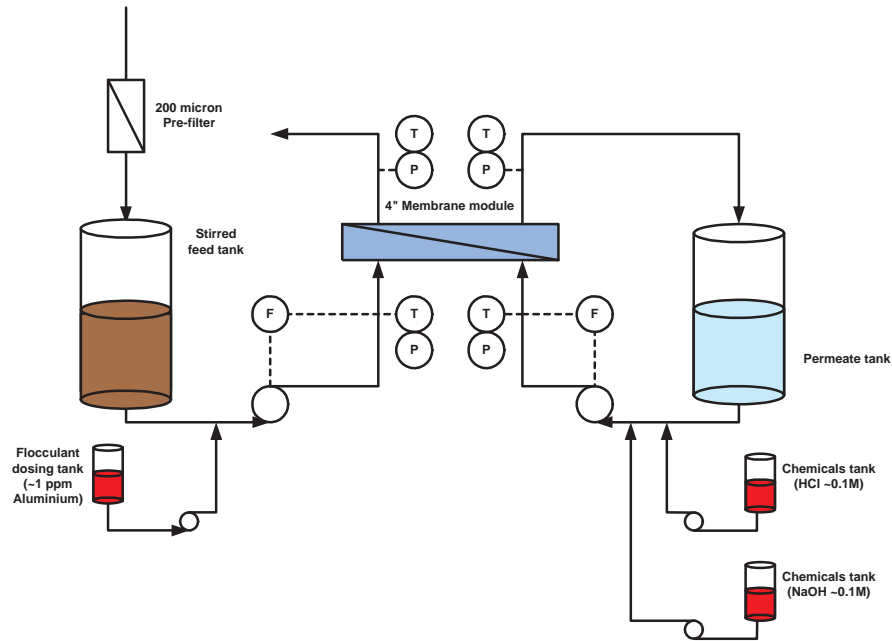 200 micron
Pre-filter
T
P
T
P
4" Membrane module
Stirred
feed tank
F
T
P
T
P
F
Permeate tank
Flocculant
dosing tank
(~1 ppm
Aluminium)
Chemicals tank
(HCl ~0.1M)
Chemicals tank
(NaOH ~0.1M)